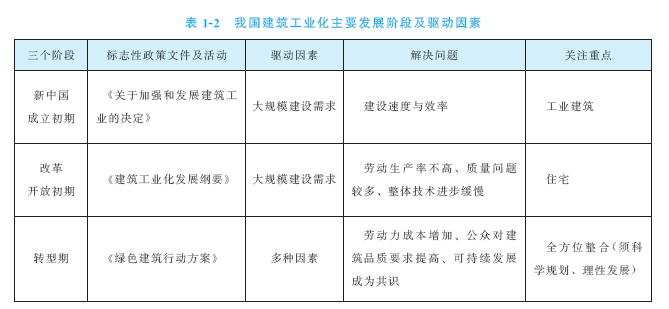 表 1-2 我国建筑工业化主要发展阶段及驱动因素
三个阶段 标志性政策文件及活动 驱动因素 解决问题 关注重点
新中国
成立初期
《关于加强和发展建筑工
业的决定》
大规模建设需求
建设速度与效率
工业建筑
改革
开放初期
《建筑工业化发展纲要》
大规模建设需求
劳动生产率不高、质量问题
较多、整体技术进步缓慢
住宅
转型期
《绿色建筑行动方案》
多种因素
劳动力成本增加、公众对建
筑品质要求提高、可持续发展
成为共识
全方位整合(须科
学规划、理性发展)